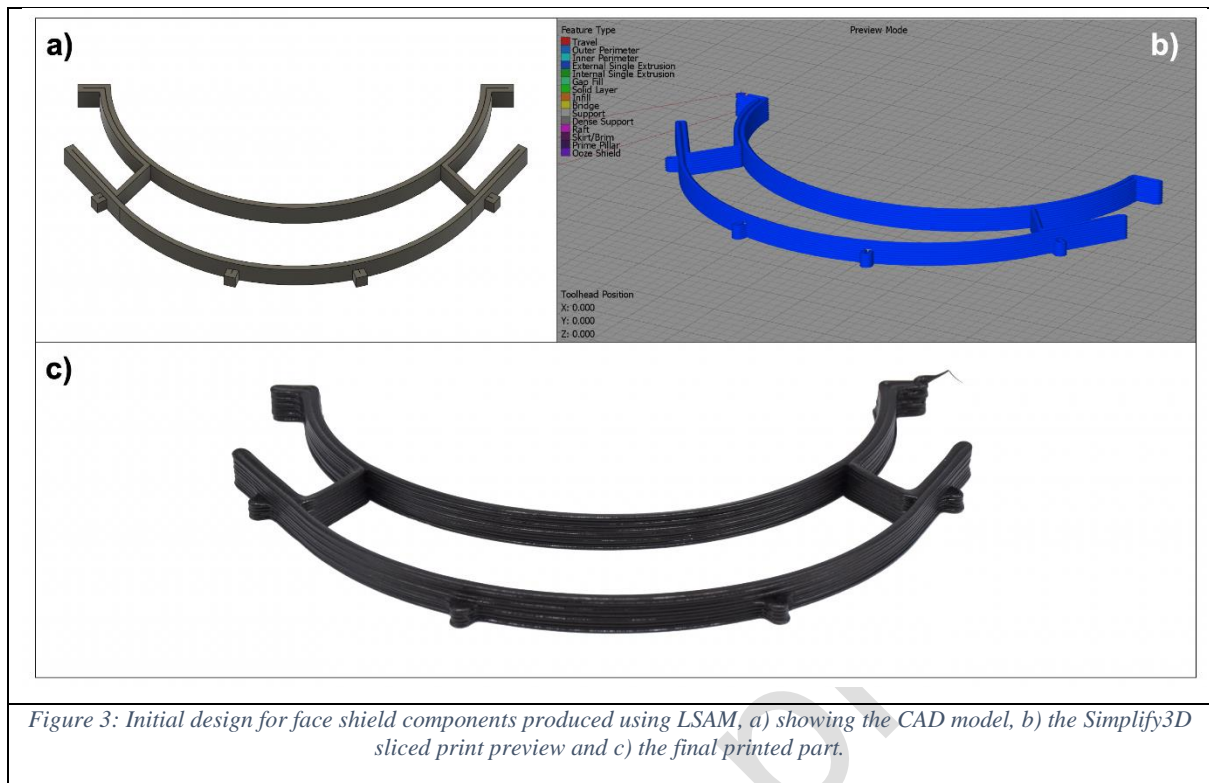 a)
Feature Type
Travel
Outer Perimeter
Inner Perimeter
External Single Extrusion
Internal Single Extrusion
Gap Fill
Solid Layer
Infill
Bridge
Support
Dense Support
Raft
Skirt/Brim
Prime Pillar
Ooze Shield
Preview Mode
b)
Toolhead Position
X: 0.000
Y: 0.000
Z: 0.000
c)
Figure 3: Initial design for face shield components produced using LSAM, a) showing the CAD model, b) the Simplify3D
sliced print preview and c) the final printed part.